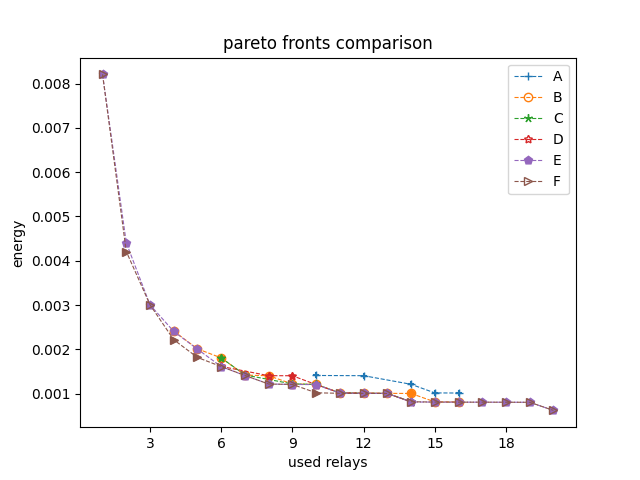 pareto fronts comparison
0.008
0.007
0.006
0.005
0.004
0.003
0.002
0.001
energy
A
B
C
D
E
F
3
6
9
12
15
18
used relays